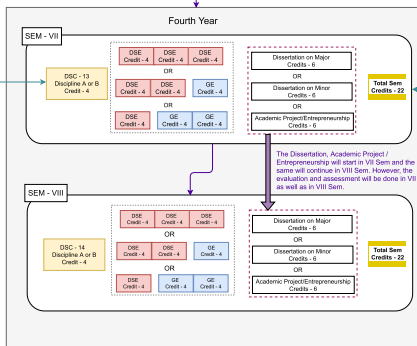 Fourth Year
SEM - VII
DSC - 13
Discipline A or B
Credit - 4
DSE
Credit - 4
DSE
Credit - 4
DSE
Credit - 4
OR
DSE
Credit - 4
DSE
Credit - 4
GE
Credit - 4
OR
DSE
Credit - 4
GE
Credit - 4
GE
Credit - 4
Dissertation on Major
Credits - 6
OR
Dissertation on Minor
Credits - 6
OR
Academic Project/Entrepreneurship
Credits - 6
Total Sem
Credits - 22
The Dissertation, Academic Project /
Entrepreneurship will start in VII Sem and the
same will continue in VIII Sem. However, the
evaluation and assessment will be done in VII
as well as in VIII Sem.
SEM - VIII
DSC - 14
Discipline A or B
Credit - 4
DSE
Credit - 4
DSE
Credit - 4
DSE
Credit - 4
OR
DSE
Credit - 4
DSE
Credit - 4
GE
Credit - 4
OR
DSE
Credit - 4
GE
Credit - 4
GE
Credit - 4
Dissertation on Major
Credits - 6
OR
Dissertation on Minor
Credits - 6
OR
Academic Project/Entrepreneurship
Credits - 6
Total Sem
Credits - 22